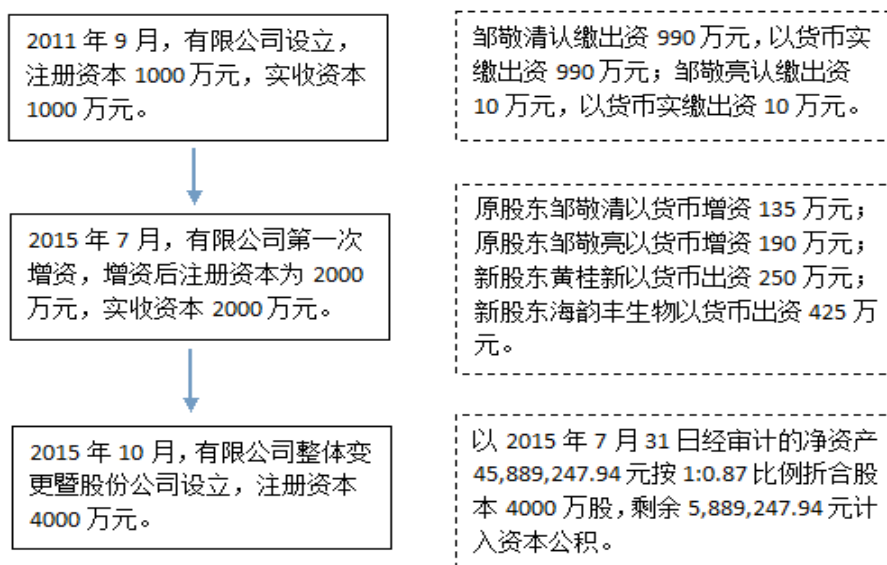 2011 年 9 月，有限公司设立，
注册资本 1000 万元，实收资本
1000 万元。
邹敬清认缴出资 990 万元，以货币实
缴出资 990 万元；邹敬亮认缴出资
10 万元，以货币实缴出资 10 万元。
2015 年 7 月，有限公司第一次
增资，增资后注册资本为 2000
万元，实收资本 2000 万元。
原股东邹敬清以货币增资 135 万元；
原股东邹敬亮以货币增资 190 万元；
新股东黄桂新以货币出资 250 万元；
新股东海韵丰生物以货币出资 425 万
元。
2015 年 10 月，有限公司整体变
更暨股份公司设立，注册资本
4000 万元。
以 2015 年 7 月 31 日经审计的净资产
45,889,247.94 元按 1:0.87 比例折合股
本 4000 万股，剩余 5,889,247.94 元计
入资本公积。